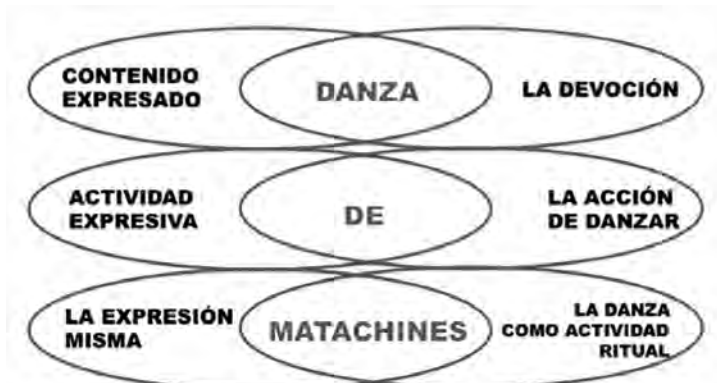 CONTENIDO
EXPRESADO
DANZA
LA DEVOCIÓN
ACTIVIDAD
EXPRESIVA
DE
LA ACCIÓN
DE DANZAR
LA EXPRESIÓN
MISMA
MATACHINES
LA DANZA
COMO ACTIVIDAD
RITUAL